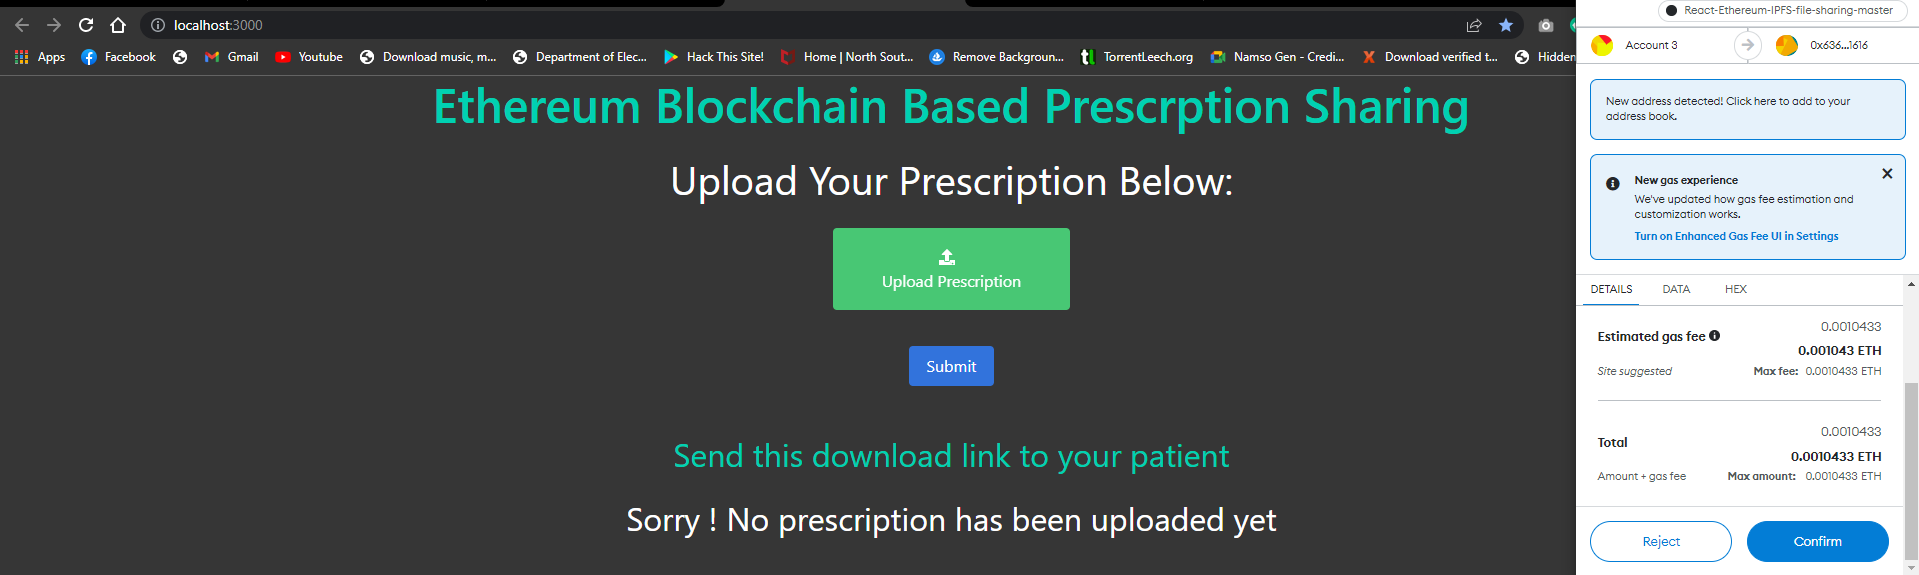 localhost:3000
Apps Facebook Gmail Youtube Download music, m... Department of Elec... Hack This Site! Home | North Sout... Remove Backgroun... TorrentLeech.org Namso Gen - Credi... Download verified t... Hidden
Ethereum Blockchain Based Prescrption Sharing
Upload Your Prescription Below:
Upload Prescription
Submit
Send this download link to your patient
Sorry ! No prescription has been uploaded yet
React-Ethereum-IPFS-file-sharing-master
Account 3 0x636...1616
New address detected! Click here to add to your
address book.
New gas experience
We've updated how gas fee estimation and
customization works.
Turn on Enhanced Gas Fee UI in Settings
DETAILS DATA HEX
0.0010433
Estimated gas fee
0.001043 ETH
Site suggested Max fee: 0.0010433 ETH
0.0010433
Total
0.0010433 ETH
Amount + gas fee Max amount: 0.0010433 ETH
Reject Confirm